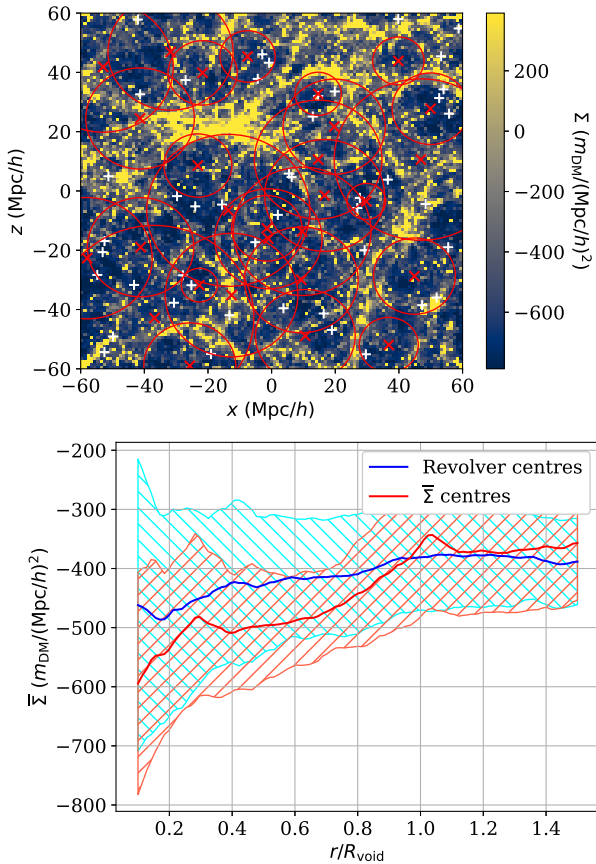 60
40
20
0
−20
−40
−60
z (Mpc/h)
−60 −40 −20 0 20 40 60
x (Mpc/h)
200
0
−200
−400
−600
Σ (m_DM/(Mpc/h)²)
−200
−300
−400
−500
−600
−700
−800
Σ̅ (m_DM/(Mpc/h)²)
Revolver centres
Σ̅ centres
0.2 0.4 0.6 0.8 1.0 1.2 1.4
r/R_void